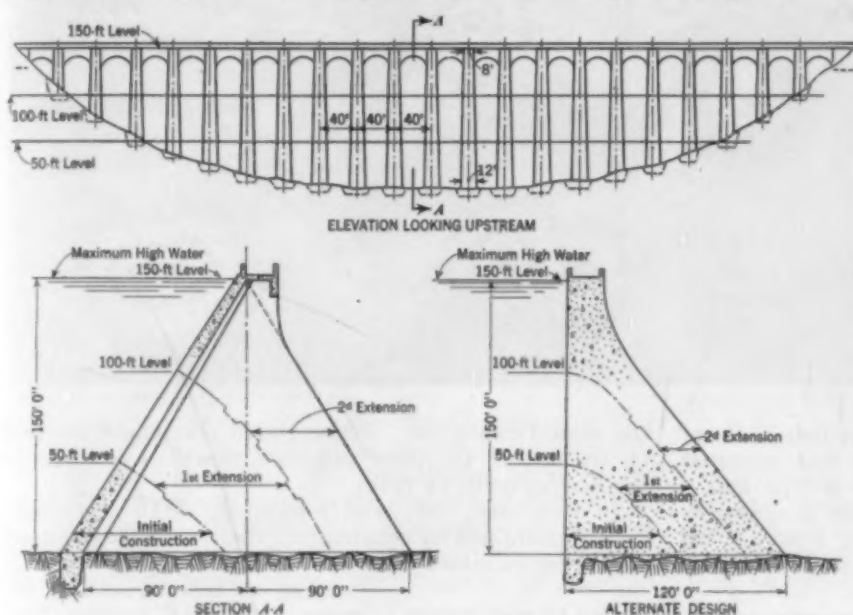 150-ft Level
A
8'
100-ft Level
40' 40' 40'
50-ft Level
12'
A
ELEVATION LOOKING UPSTREAM
Maximum High Water
150-ft Level
100-ft Level
150' 0"
2d Extension
50-ft Level
1st Extension
Initial
Construction
90' 0" 90' 0"
SECTION A-A
Maximum High Water
150-ft Level
100-ft Level
150' 0"
2d Extension
50-ft Level
1st
Extension
Initial
Construction
120' 0"
ALTERNATE DESIGN